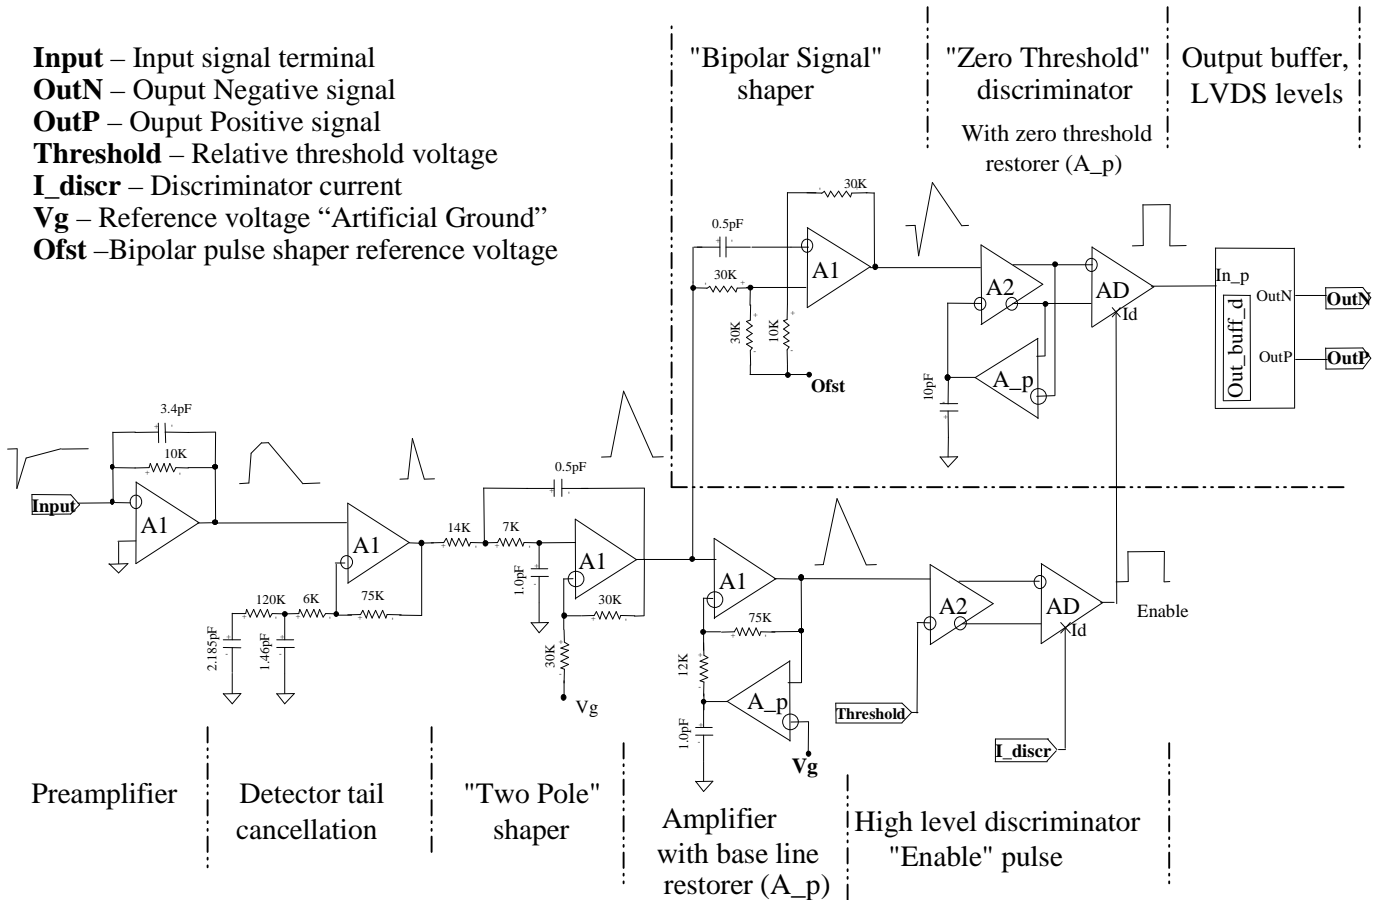 Input – Input signal terminal
OutN – Ouput Negative signal
OutP – Ouput Positive signal
Threshold – Relative threshold voltage
I_discr – Discriminator current
Vg – Reference voltage “Artificial Ground”
Ofst –Bipolar pulse shaper reference voltage
"Bipolar Signal"
shaper
"Zero Threshold"
discriminator
With zero threshold
restorer (A_p)
Output buffer,
LVDS levels
30K
0.5pF
A1
30K
30K
10K
Ofst
A2
AD
Id
A_p
10pF
In_p
OutN
OutP
Out_buff_d
OutN
OutP
3.4pF
10K
Input
A1
A1
120K
6K
75K
2.185pF
1.46pF
14K
7K
0.5pF
1.0pF
A1
30K
30K
Vg
A1
75K
12K
A_p
1.0pF
Vg
A2
AD
Id
Enable
Threshold
I_discr
Preamplifier
Detector tail
cancellation
"Two Pole"
shaper
Amplifier
with base line
restorer (A_p)
High level discriminator
"Enable" pulse